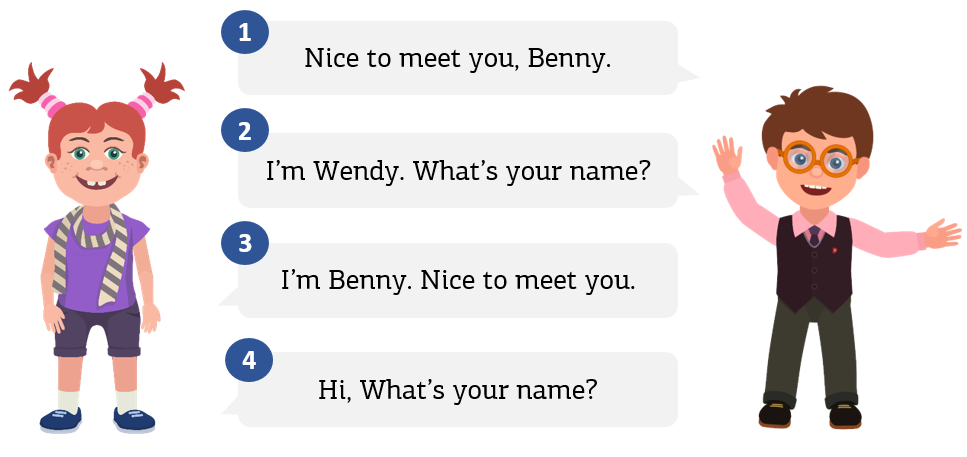 1
Nice to meet you, Benny.
2
I’m Wendy. What’s your name?
3
I’m Benny. Nice to meet you.
4
Hi, What’s your name?